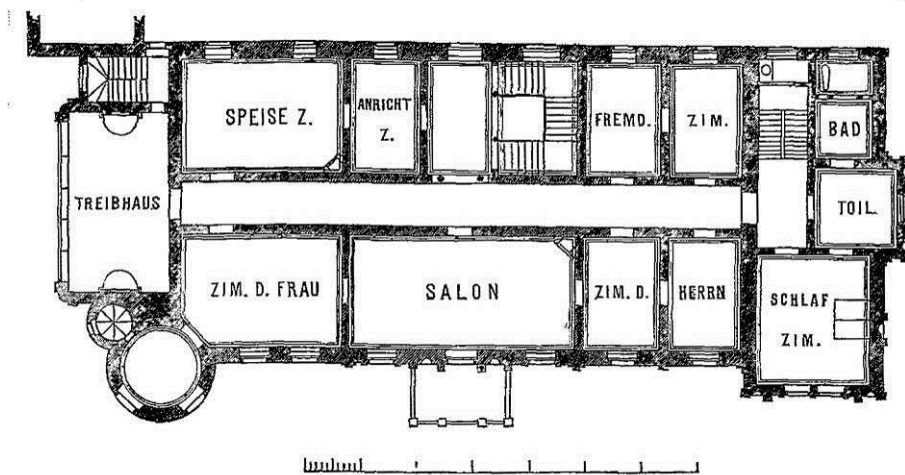 SPEISE Z.
ANRICHT
Z.
FREMD.
ZIM.
BAD
TREIBHAUS
TOIL.
ZIM. D. FRAU
SALON
ZIM. D.
HERRN
SCHLAF
ZIM.